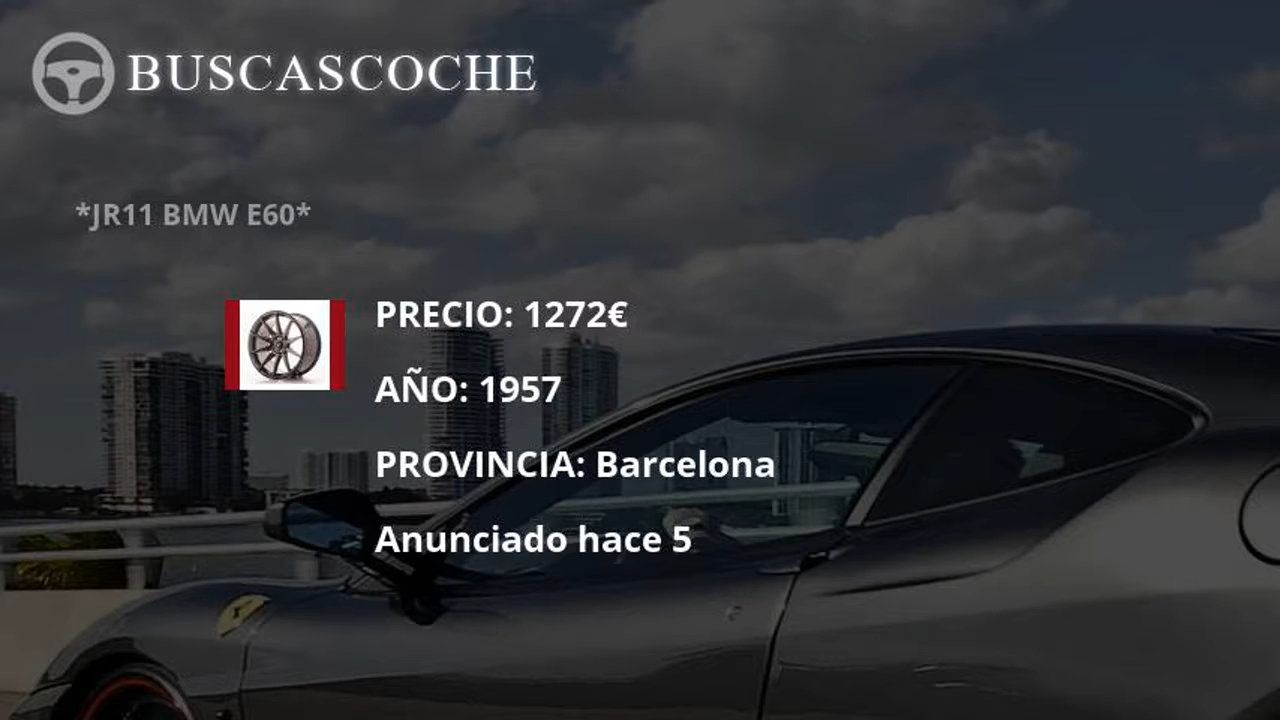 BUSCASCOCHE
*JR11 BMW E60*
PRECIO: 1272€
AÑO: 1957
PROVINCIA: Barcelona
Anunciado hace 5